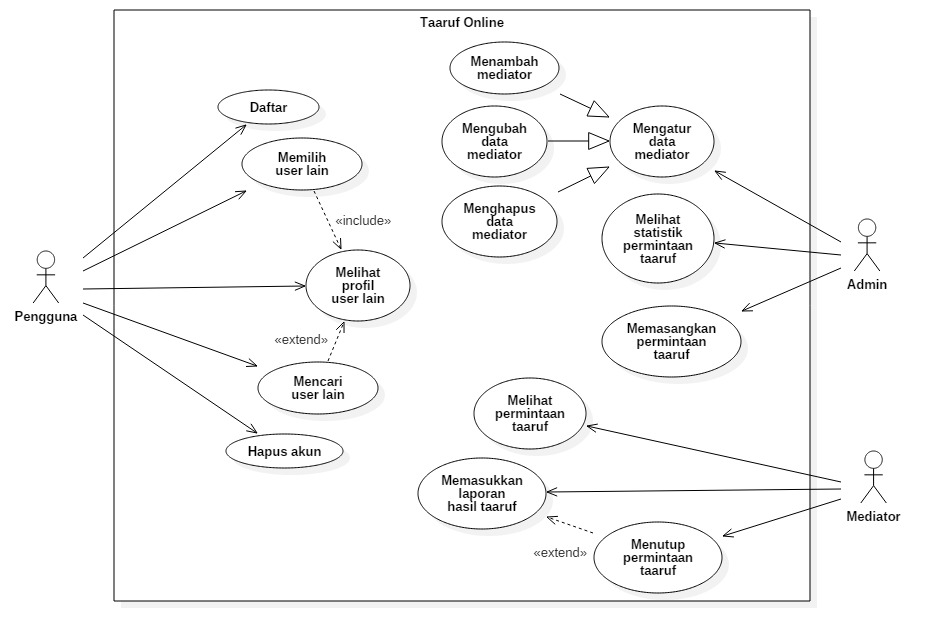 Taaruf Online
Menambah
mediator
Daftar
Mengubah
data
mediator
Mengatur
data
mediator
Memilih
user lain
«include»
Menghapus
data
mediator
Melihat
statistik
permintaan
taaruf
Melihat
profil
user lain
Pengguna
Admin
«extend»
Memasangkan
permintaan
taaruf
Mencari
user lain
Melihat
permintaan
taaruf
Hapus akun
Memasukkan
laporan
hasil taaruf
Mediator
«extend»
Menutup
permintaan
taaruf